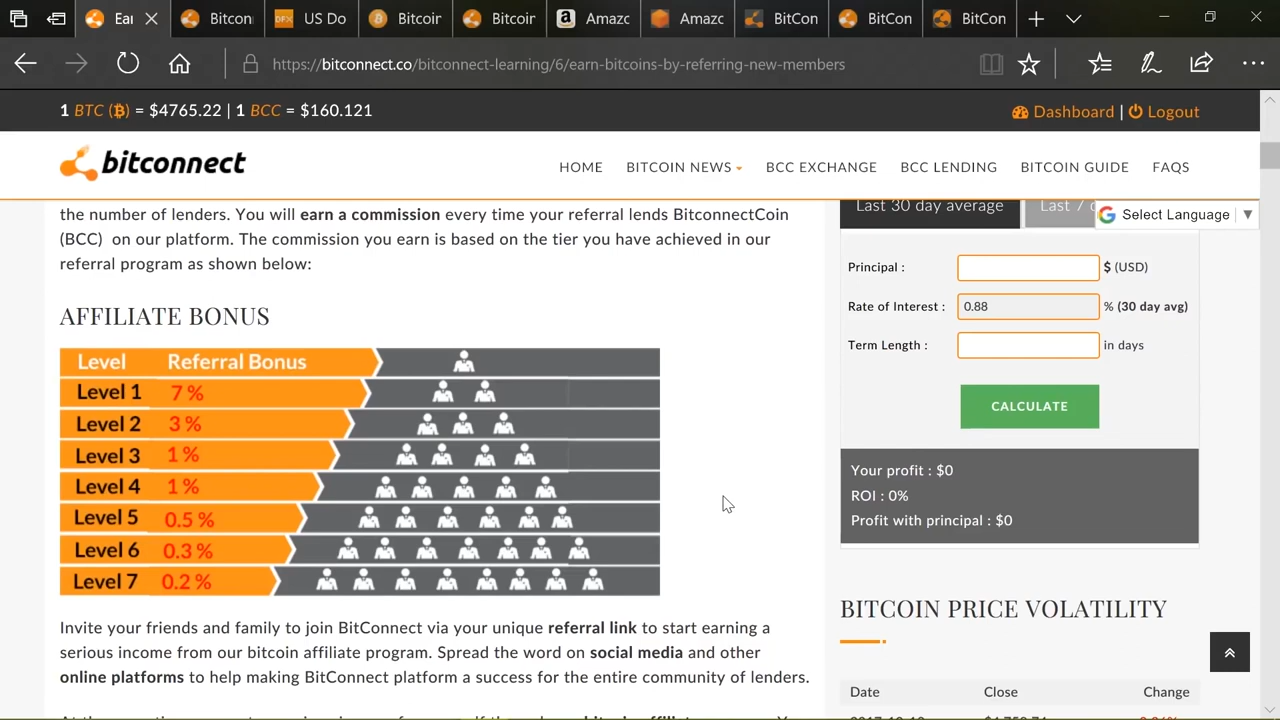 Ear
Bitcon
US Do
Bitcoir
Bitcoir
Amazc
Amazc
BitCon
BitCon
BitCon
https://bitconnect.co/bitconnect-learning/6/earn-bitcoins-by-referring-new-members
1 BTC (₿) = $4765.22 | 1 BCC = $160.121
Dashboard | Logout
bitconnect
HOME BITCOIN NEWS BCC EXCHANGE BCC LENDING BITCOIN GUIDE FAQS
the number of lenders. You will earn a commission every time your referral lends BitconnectCoin
(BCC) on our platform. The commission you earn is based on the tier you have achieved in our
referral program as shown below:
AFFILIATE BONUS
Level Referral Bonus
Level 1 7 %
Level 2 3 %
Level 3 1 %
Level 4 1 %
Level 5 0.5 %
Level 6 0.3 %
Level 7 0.2 %
Invite your friends and family to join BitConnect via your unique referral link to start earning a
serious income from our bitcoin affiliate program. Spread the word on social media and other
online platforms to help making BitConnect platform a success for the entire community of lenders.
Last 30 day average
Last 7
Select Language
Principal : $ (USD)
Rate of Interest : 0.88 % (30 day avg)
Term Length : in days
CALCULATE
Your profit : $0
ROI : 0%
Profit with principal : $0
BITCOIN PRICE VOLATILITY
Date Close Change